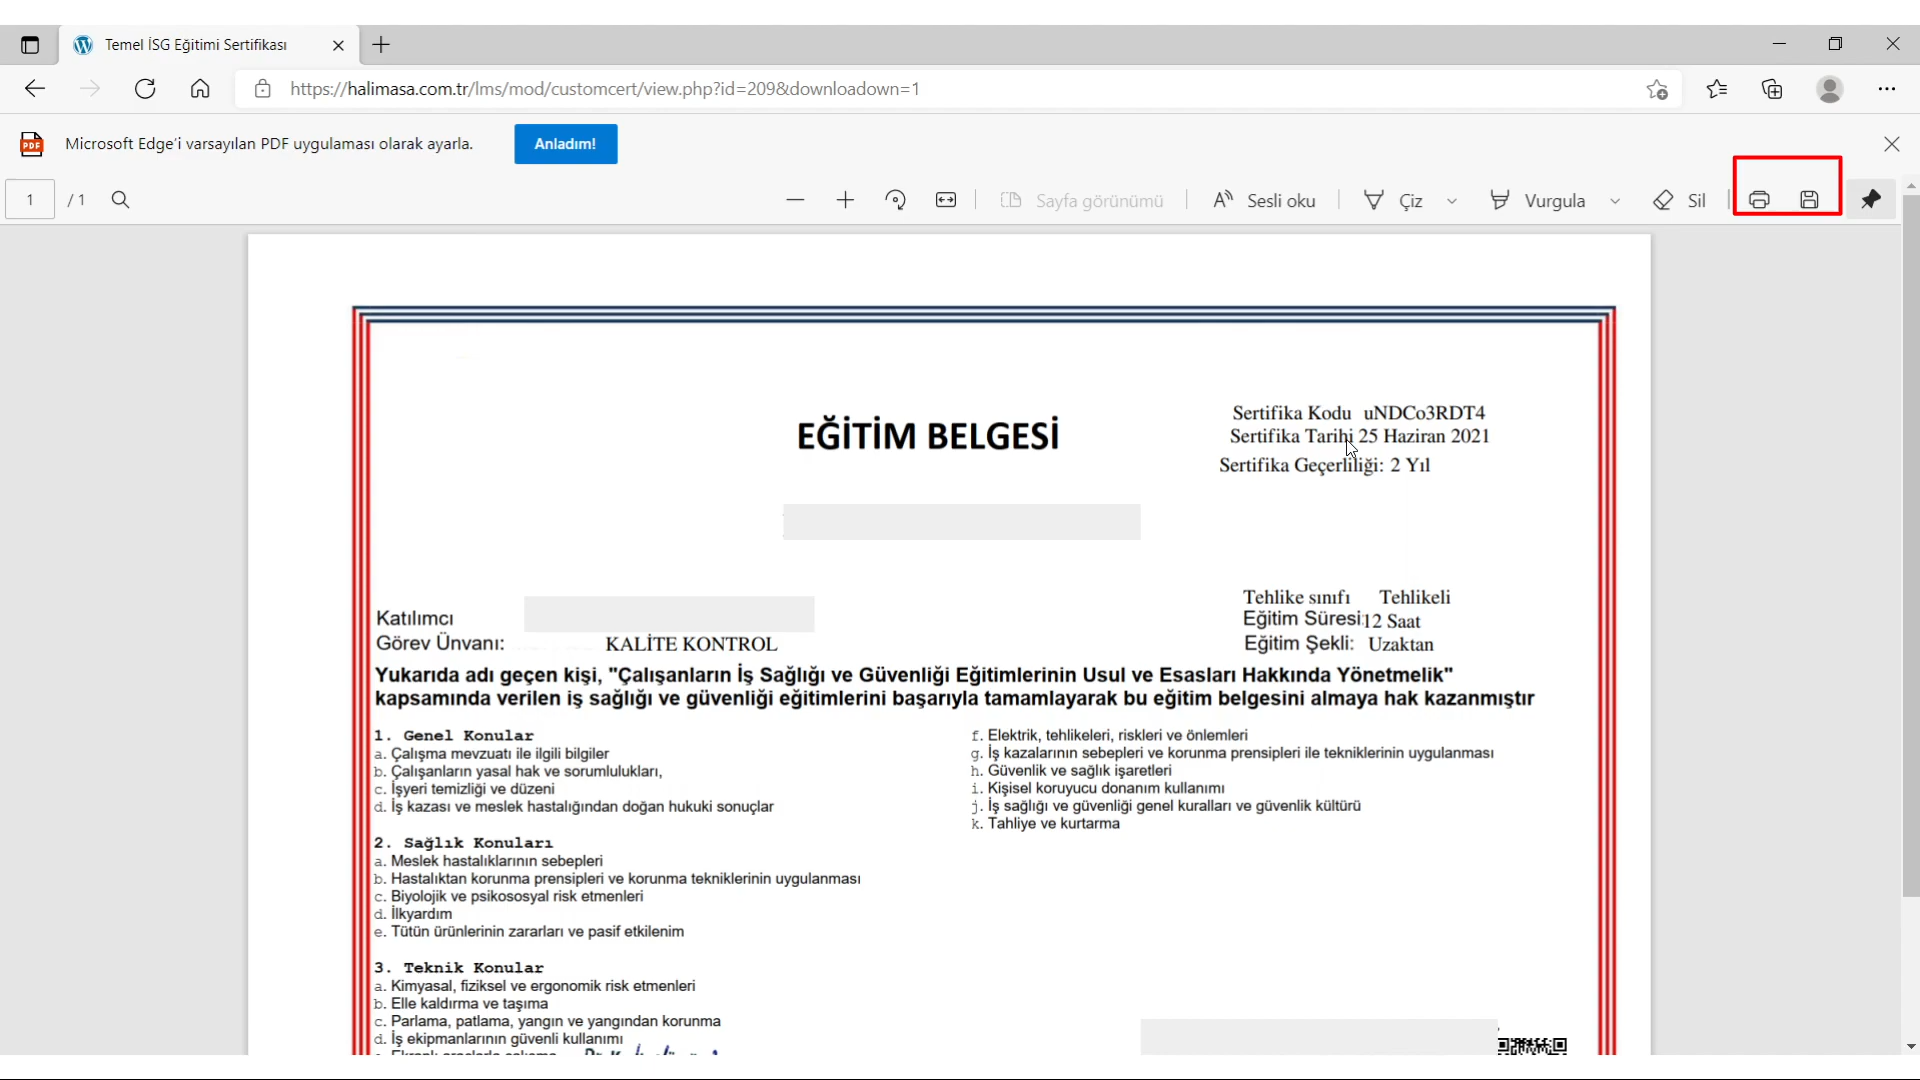 Temel İSG Eğitimi Sertifikası
https://halimasa.com.tr/lms/mod/customcert/view.php?id=209&downloadown=1
PDF Microsoft Edge'i varsayılan PDF uygulaması olarak ayarla. Anladım!
1 / 1 Sayfa görünümü Sesli oku Çiz Vurgula Sil
EĞİTİM BELGESİ
Sertifika Kodu uNDCo3RDT4
Sertifika Tarihi 25 Haziran 2021
Sertifika Geçerliliği: 2 Yıl
Katılımcı
Görev Ünvanı: KALİTE KONTROL
Tehlike sınıfı Tehlikeli
Eğitim Süresi:12 Saat
Eğitim Şekli: Uzaktan
Yukarıda adı geçen kişi, "Çalışanların İş Sağlığı ve Güvenliği Eğitimlerinin Usul ve Esasları Hakkında Yönetmelik"
kapsamında verilen iş sağlığı ve güvenliği eğitimlerini başarıyla tamamlayarak bu eğitim belgesini almaya hak kazanmıştır
1. Genel Konular
a. Çalışma mevzuatı ile ilgili bilgiler
b. Çalışanların yasal hak ve sorumlulukları,
c. İşyeri temizliği ve düzeni
d. İş kazası ve meslek hastalığından doğan hukuki sonuçlar
2. Sağlık Konuları
a. Meslek hastalıklarının sebepleri
b. Hastalıktan korunma prensipleri ve korunma tekniklerinin uygulanması
c. Biyolojik ve psikososyal risk etmenleri
d. İlkyardım
e. Tütün ürünlerinin zararları ve pasif etkilenim
3. Teknik Konular
a. Kimyasal, fiziksel ve ergonomik risk etmenleri
b. Elle kaldırma ve taşıma
c. Parlama, patlama, yangın ve yangından korunma
d. İş ekipmanlarının güvenli kullanımı
f. Elektrik, tehlikeleri, riskleri ve önlemleri
g. İş kazalarının sebepleri ve korunma prensipleri ile tekniklerinin uygulanması
h. Güvenlik ve sağlık işaretleri
i. Kişisel koruyucu donanım kullanımı
j. İş sağlığı ve güvenliği genel kuralları ve güvenlik kültürü
k. Tahliye ve kurtarma